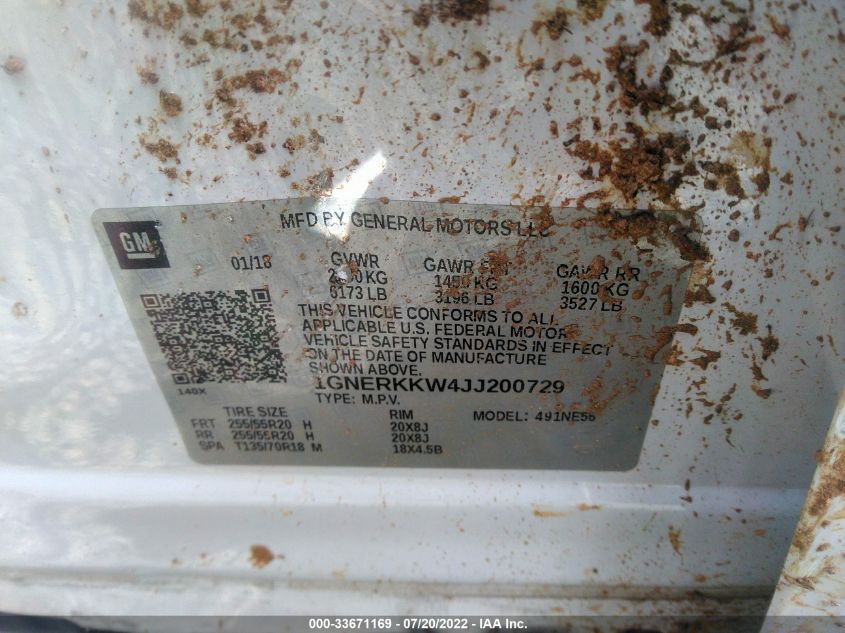 GM
MFD BY GENERAL MOTORS LLC
01/18 GVWR GAWR FRT GAWR RR
KG 1450 KG 1600 KG
6173 LB 3196 LB 3527 LB
THIS VEHICLE CONFORMS TO ALL
APPLICABLE U.S. FEDERAL MOTOR
VEHICLE SAFETY STANDARDS IN EFFECT
ON THE DATE OF MANUFACTURE
SHOWN ABOVE.
140X
1GNERKKW4JJ200729
TYPE: M.P.V. MODEL: 491NE56
TIRE SIZE RIM
FRT 255/55R20 H 20X8J
RR 255/55R20 H 20X8J
SPA T135/70R18 M 18X4.5B
000-33671169 | 07/20/2022 - IAA Inc.